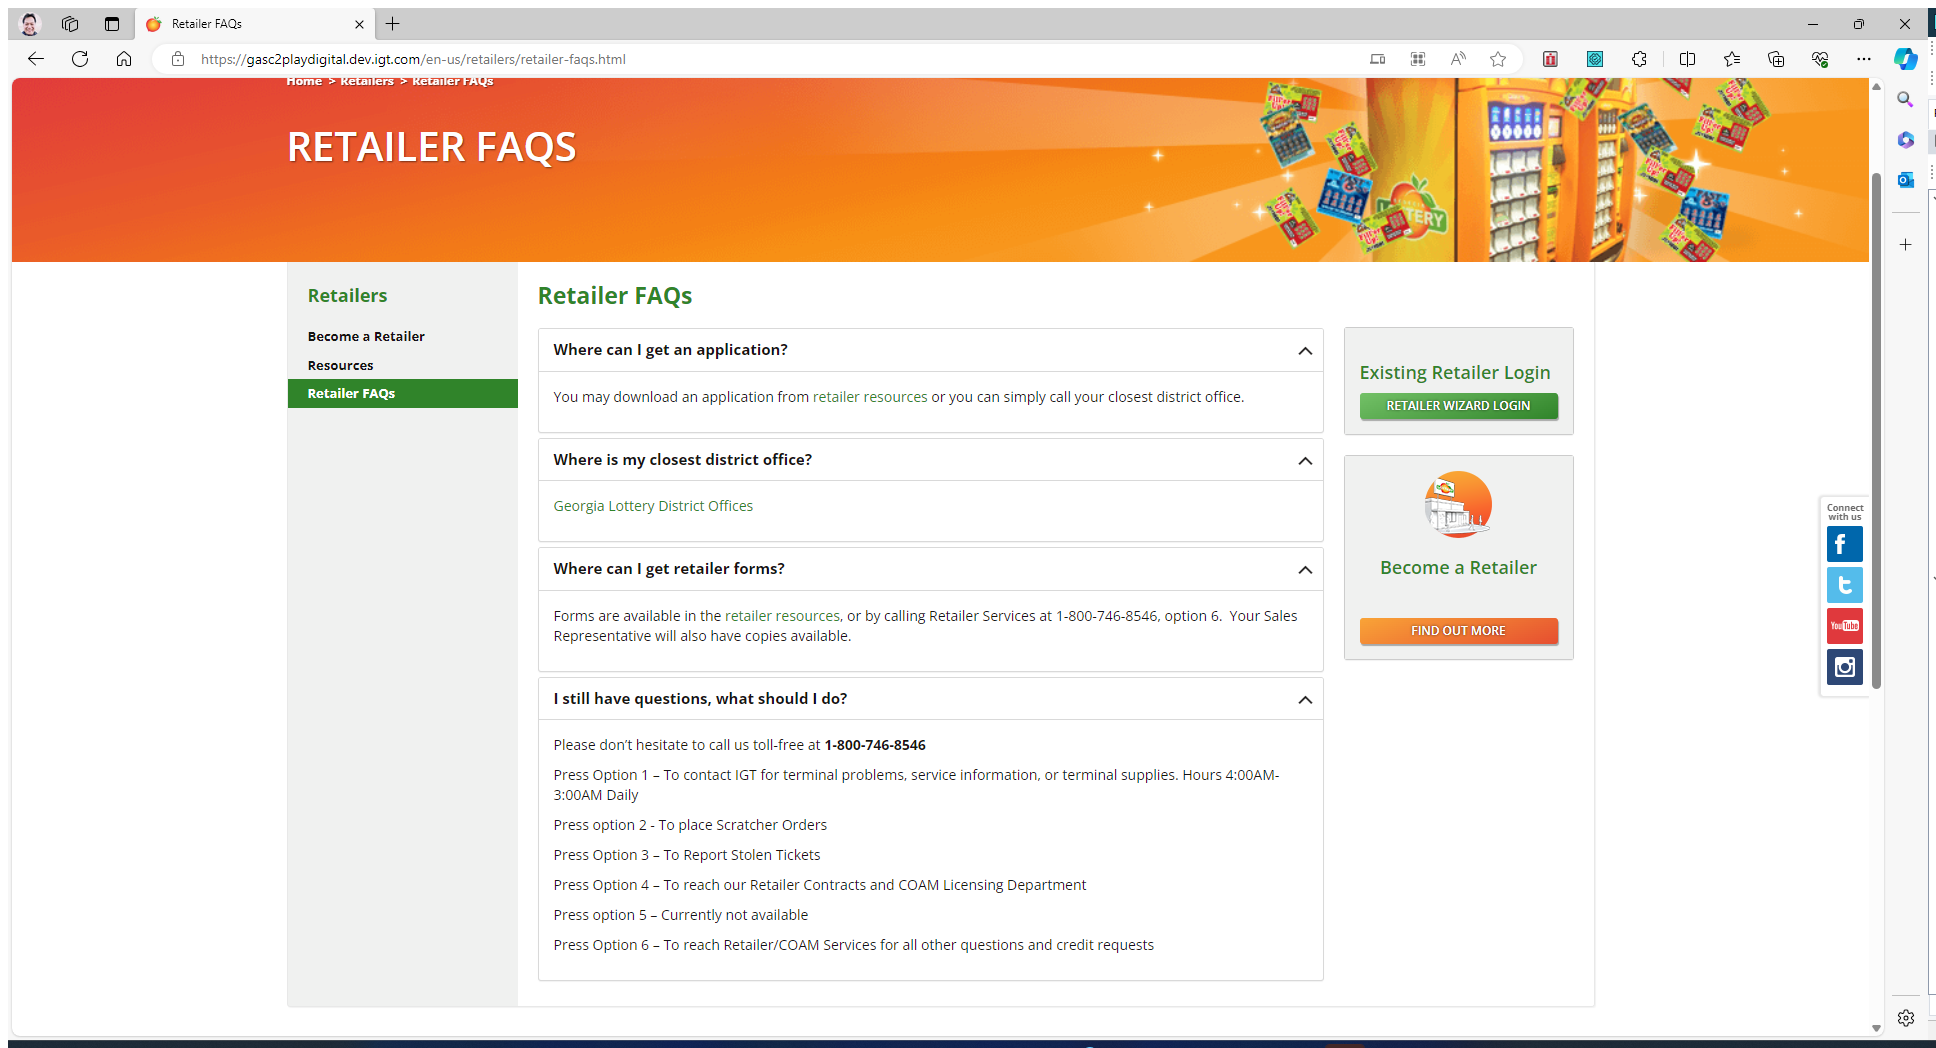 Retailer FAQs
https://gasc2playdigital.dev.igt.com/en-us/retailers/retailer-faqs.html
Home > Retailers > Retailer FAQs
RETAILER FAQS
Retailers
Become a Retailer
Resources
Retailer FAQs
Retailer FAQs
Where can I get an application?
You may download an application from retailer resources or you can simply call your closest district office.
Where is my closest district office?
Georgia Lottery District Offices
Where can I get retailer forms?
Forms are available in the retailer resources, or by calling Retailer Services at 1-800-746-8546, option 6.  Your Sales
Representative will also have copies available.
I still have questions, what should I do?
Please don’t hesitate to call us toll-free at 1-800-746-8546
Press Option 1 – To contact IGT for terminal problems, service information, or terminal supplies. Hours 4:00AM-
3:00AM Daily
Press option 2 - To place Scratcher Orders
Press Option 3 – To Report Stolen Tickets
Press Option 4 – To reach our Retailer Contracts and COAM Licensing Department
Press option 5 – Currently not available
Press Option 6 – To reach Retailer/COAM Services for all other questions and credit requests
Existing Retailer Login
RETAILER WIZARD LOGIN
Become a Retailer
FIND OUT MORE
Connect
with us
YouTube